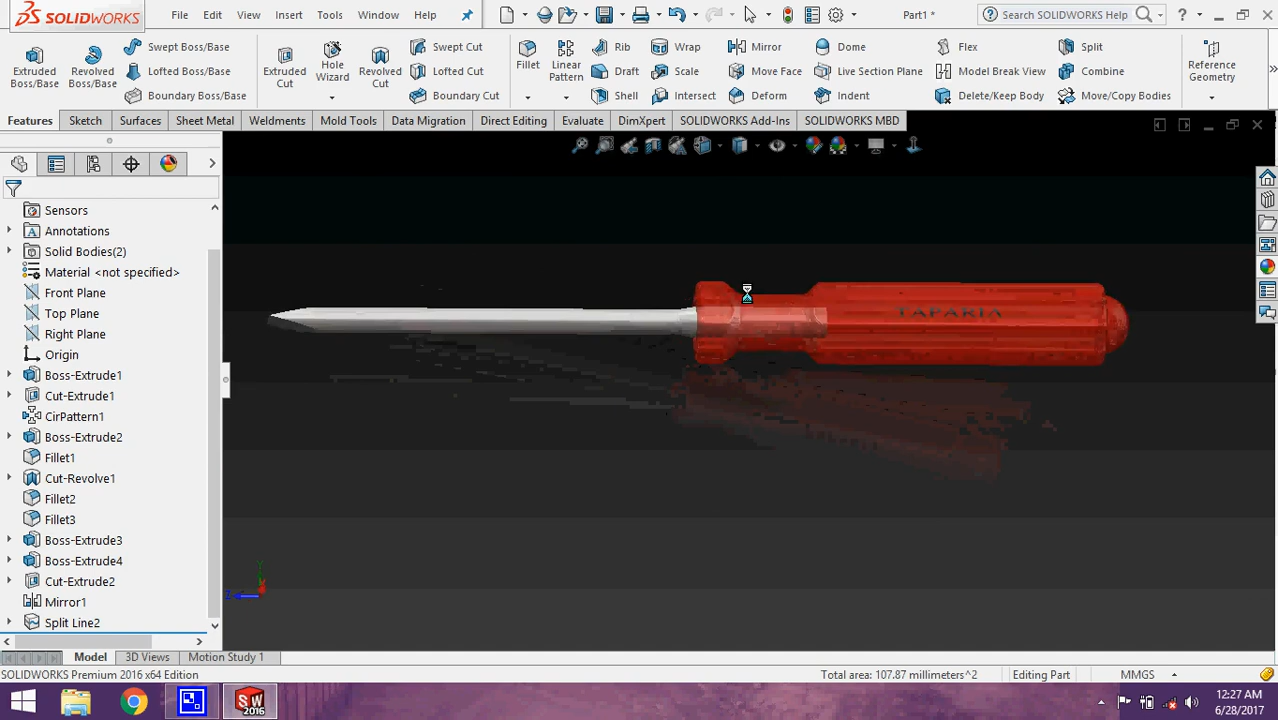 SOLIDWORKS File Edit View Insert Tools Window Help Part1 * Search SOLIDWORKS Help ?
Extruded Boss/Base
Revolved Boss/Base
Swept Boss/Base
Lofted Boss/Base
Boundary Boss/Base
Extruded Cut
Hole Wizard
Revolved Cut
Swept Cut
Lofted Cut
Boundary Cut
Fillet
Linear Pattern
Rib
Draft
Shell
Wrap
Scale
Intersect
Mirror
Move Face
Deform
Dome
Live Section Plane
Indent
Flex
Model Break View
Delete/Keep Body
Split
Combine
Move/Copy Bodies
Reference Geometry
Features Sketch Surfaces Sheet Metal Weldments Mold Tools Data Migration Direct Editing Evaluate DimXpert SOLIDWORKS Add-Ins SOLIDWORKS MBD
Sensors
Annotations
Solid Bodies(2)
Material <not specified>
Front Plane
Top Plane
Right Plane
Origin
Boss-Extrude1
Cut-Extrude1
CirPattern1
Boss-Extrude2
Fillet1
Cut-Revolve1
Fillet2
Fillet3
Boss-Extrude3
Boss-Extrude4
Cut-Extrude2
Mirror1
Split Line2
TAPARIA
Y
Z
Model 3D Views Motion Study 1
SOLIDWORKS Premium 2016 x64 Edition Total area: 107.87 millimeters^2 Editing Part MMGS
SW 2016
12:27 AM
6/28/2017